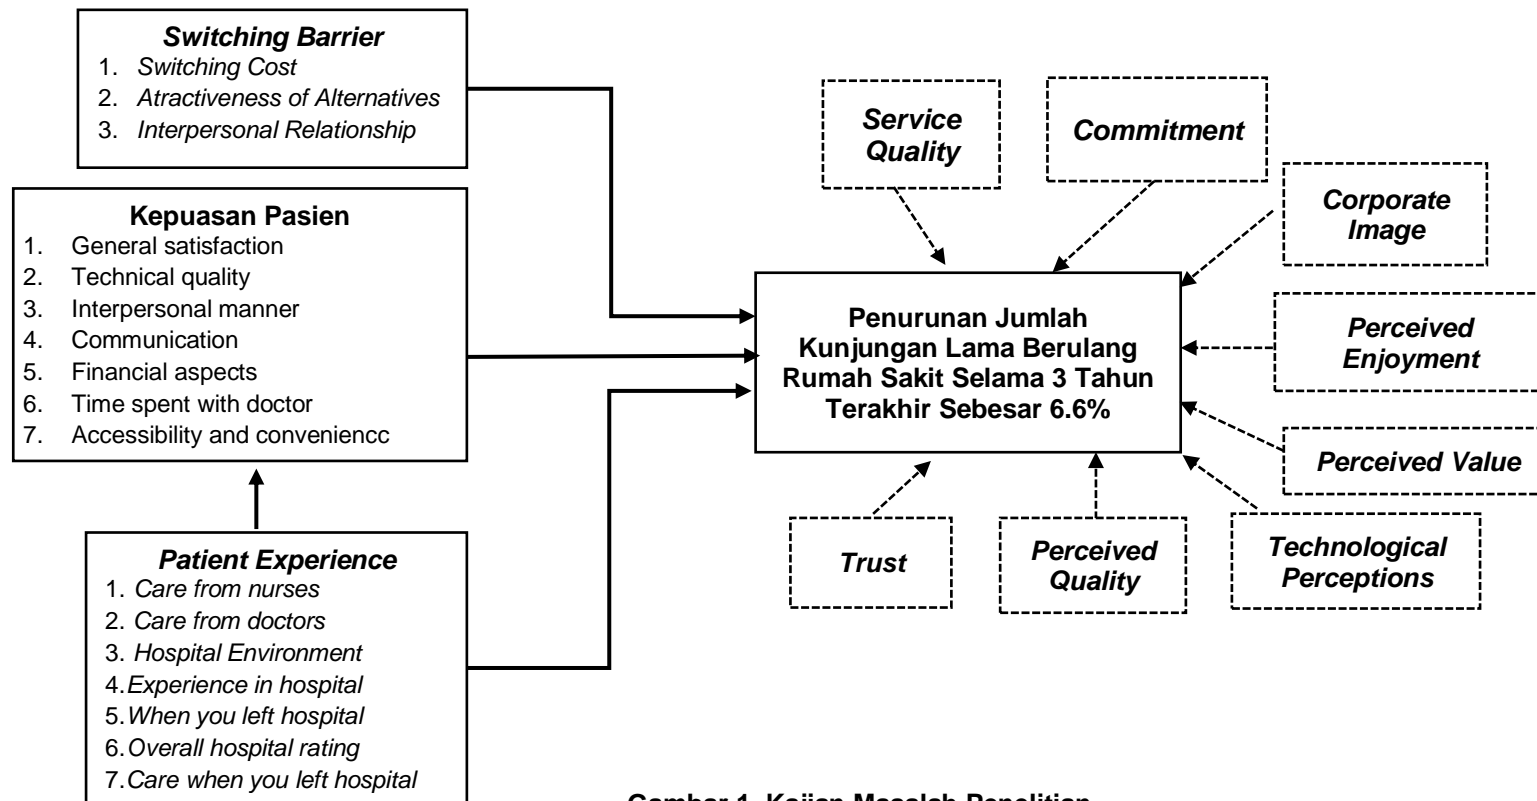 Switching Barrier
1. Switching Cost
2. Atractiveness of Alternatives
3. Interpersonal Relationship
Kepuasan Pasien
1. General satisfaction
2. Technical quality
3. Interpersonal manner
4. Communication
5. Financial aspects
6. Time spent with doctor
7. Accessibility and conveniencc
Patient Experience
1. Care from nurses
2. Care from doctors
3. Hospital Environment
4. Experience in hospital
5. When you left hospital
6. Overall hospital rating
7. Care when you left hospital
Service
Quality
Commitment
Corporate
Image
Penurunan Jumlah
Kunjungan Lama Berulang
Rumah Sakit Selama 3 Tahun
Terakhir Sebesar 6.6%
Perceived
Enjoyment
Perceived Value
Trust
Perceived
Quality
Technological
Perceptions
Gambar 1. Kajian Masalah Penelitian